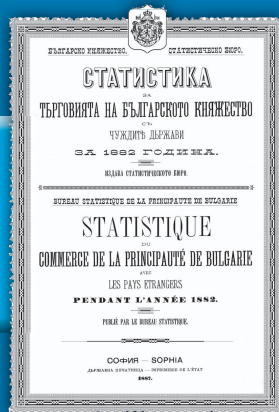 БЪЛГАРСКО КНЯЖЕСТВО. СТАТИСТИЧЕСКО БЮРО.
СТАТИСТИКА
ЗА
ТЪРГОВИЯТА НА БЪЛГАРСКОТО КНЯЖЕСТВО
СЪ
ЧУЖДИТѢ ДЪРЖАВИ
ЗА 1882 ГОДИНА.
ИЗДАВА СТАТИСТИЧЕСКОТО БЮРО.
BUREAU STATISTIQUE DE LA PRINCIPAUTÉ DE BULGARIE
STATISTIQUE
DU
COMMERCE DE LA PRINCIPAUTÉ DE BULGARIE
AVEC
LES PAYS ETRANGERS
PENDANT L'ANNÉE 1882.
PUBLIÉ PAR LE BUREAU STATISTIQUE.
СОФИЯ — SOPHIA
ДЪРЖАВНА ПЕЧАТНИЦА — IMPRIMERIE DE L'ÉTAT
1887.